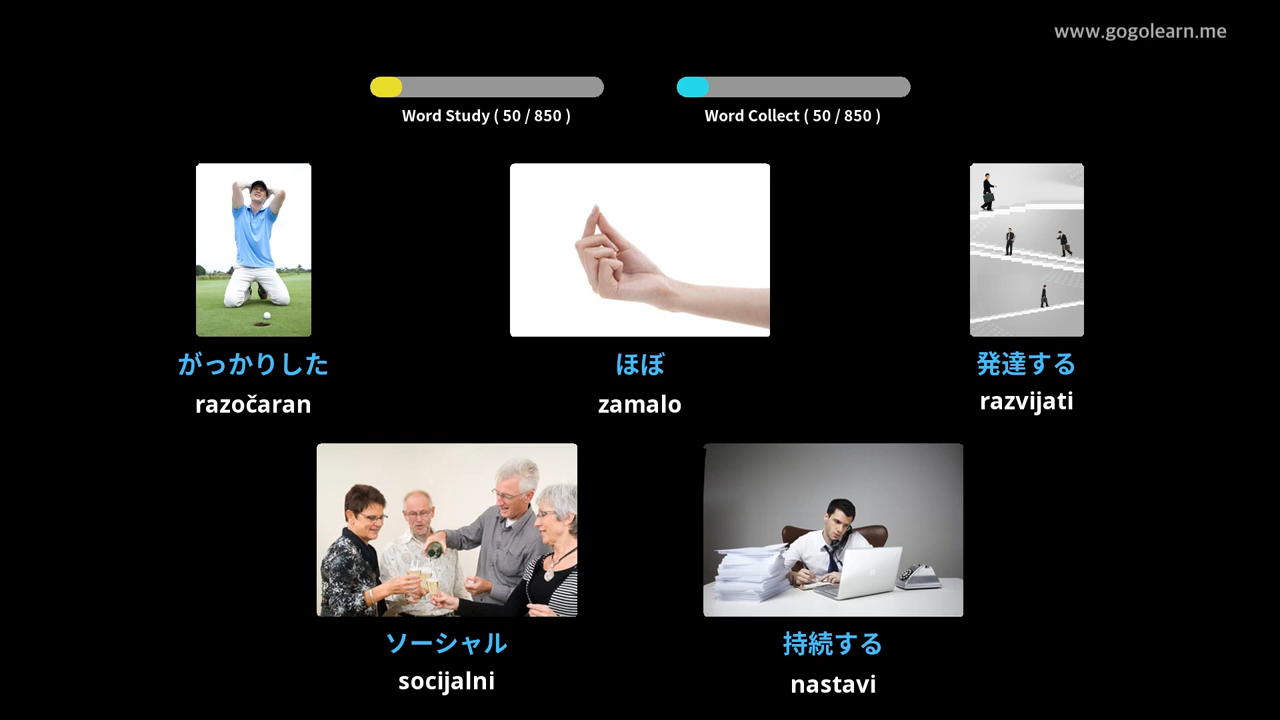 www.gogolearn.me
Word Study ( 50 / 850 )
Word Collect ( 50 / 850 )
がっかりした
razočaran
ほぼ
zamalo
発達する
razvijati
ソーシャル
socijalni
持続する
nastavi